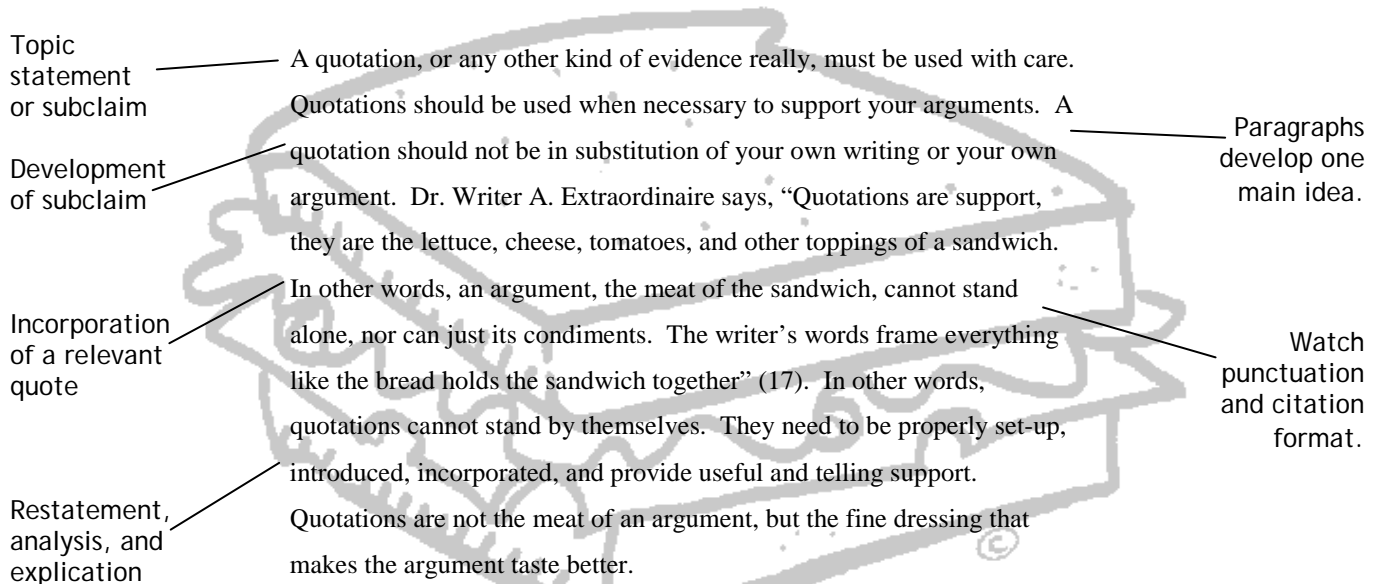 Topic
statement
or subclaim
Development
of subclaim
Incorporation
of a relevant
quote
Restatement,
analysis, and
explication
A quotation, or any other kind of evidence really, must be used with care.
Quotations should be used when necessary to support your arguments.  A
quotation should not be in substitution of your own writing or your own
argument.  Dr. Writer A. Extraordinaire says, “Quotations are support,
they are the lettuce, cheese, tomatoes, and other toppings of a sandwich.
In other words, an argument, the meat of the sandwich, cannot stand
alone, nor can just its condiments.  The writer’s words frame everything
like the bread holds the sandwich together” (17).  In other words,
quotations cannot stand by themselves.  They need to be properly set-up,
introduced, incorporated, and provide useful and telling support.
Quotations are not the meat of an argument, but the fine dressing that
makes the argument taste better.
Paragraphs
develop one
main idea.
Watch
punctuation
and citation
format.
©